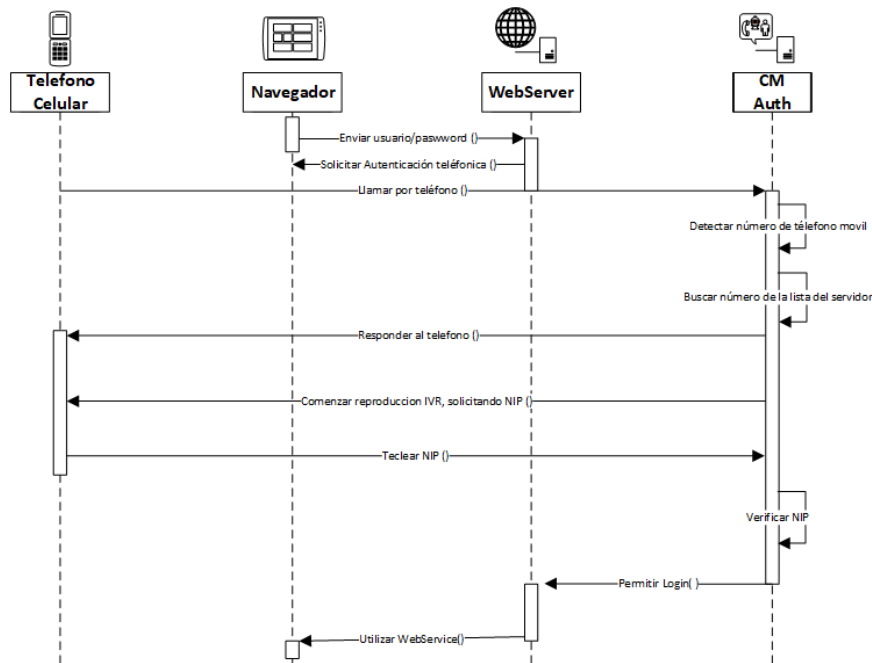 Telefono
Celular
Navegador
WebServer
CM
Auth
Enviar usuario/paswword ()
Solicitar Autenticación teléfonica ()
Llamar por teléfono ()
Detectar número de télefono movil
Buscar número de la lista del servidor
Responder al telefono ()
Comenzar reproduccion IVR, solicitando NIP ()
Teclear NIP ()
Verificar NIP
Permitir Login( )
Utilizar WebService()